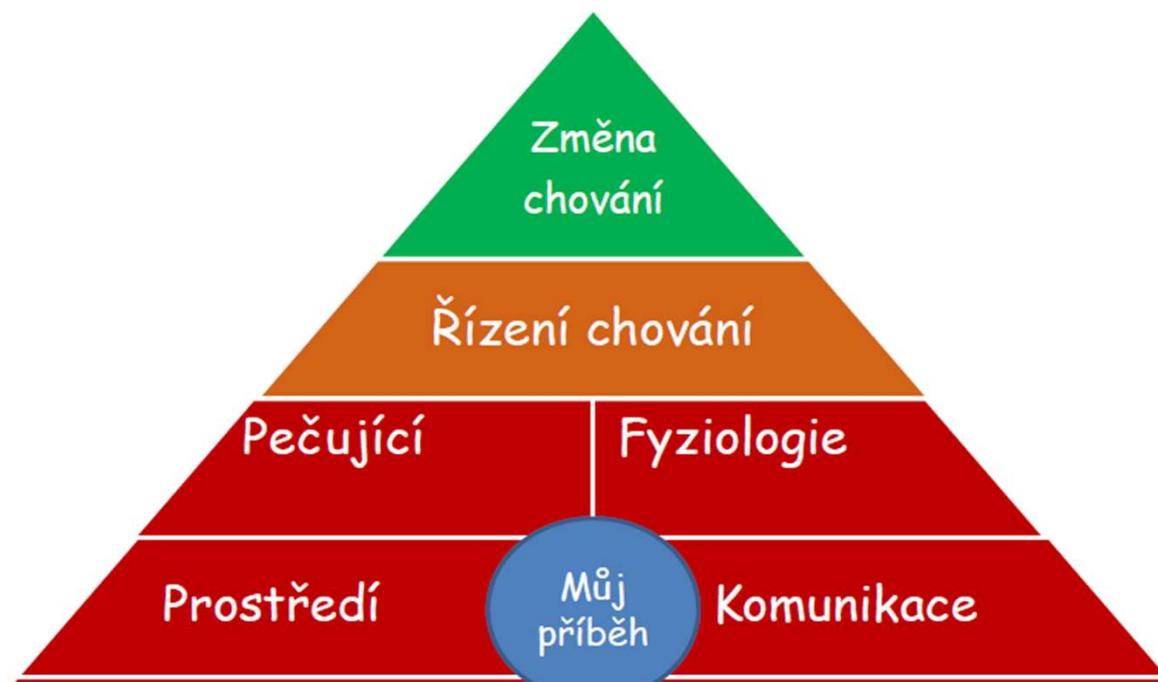 Změna
chování
Řízení chování
Pečující
Fyziologie
Prostředí
Můj
příběh
Komunikace